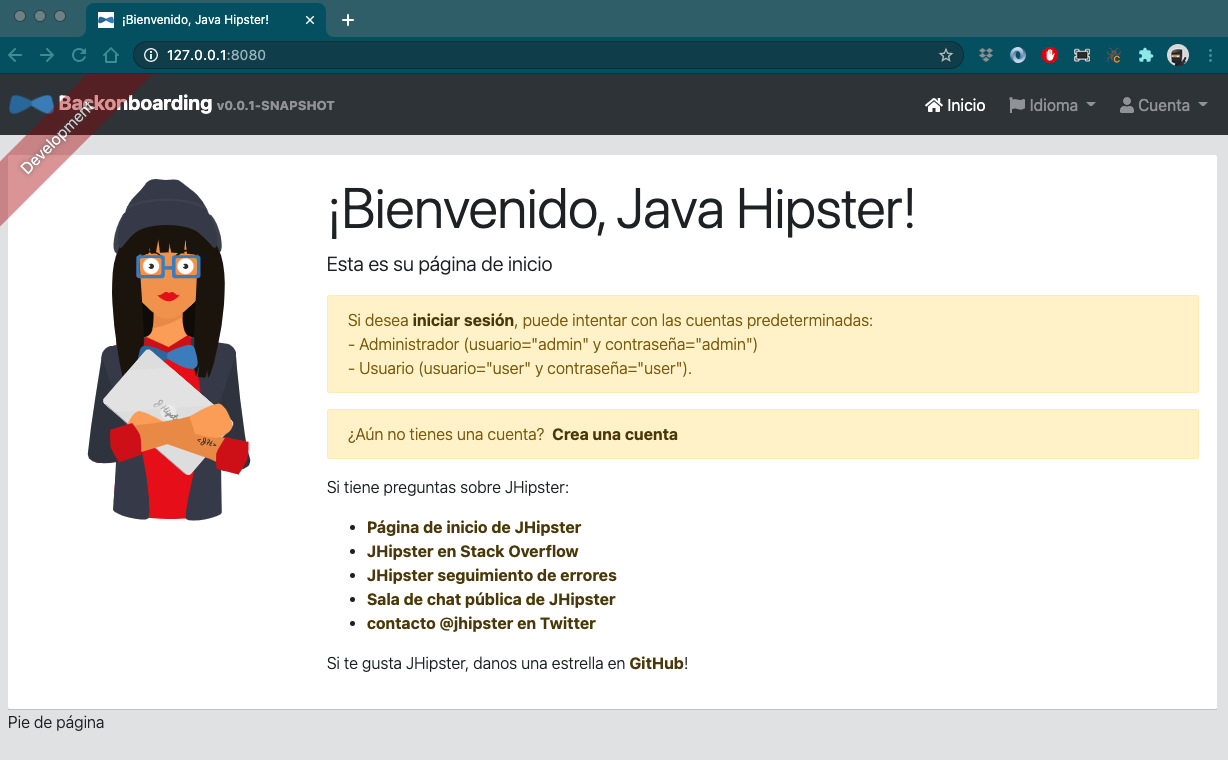 ¡Bienvenido, Java Hipster!
127.0.0.1:8080
Backonboarding v0.0.1-SNAPSHOT
Inicio
Idioma
Cuenta
Development
¡Bienvenido, Java Hipster!
Esta es su página de inicio
Si desea iniciar sesión, puede intentar con las cuentas predeterminadas:
- Administrador (usuario="admin" y contraseña="admin")
- Usuario (usuario="user" y contraseña="user").
¿Aún no tienes una cuenta? Crea una cuenta
Si tiene preguntas sobre JHipster:
• Página de inicio de JHipster
• JHipster en Stack Overflow
• JHipster seguimiento de errores
• Sala de chat pública de JHipster
• contacto @jhipster en Twitter
Si te gusta JHipster, danos una estrella en GitHub!
Pie de página